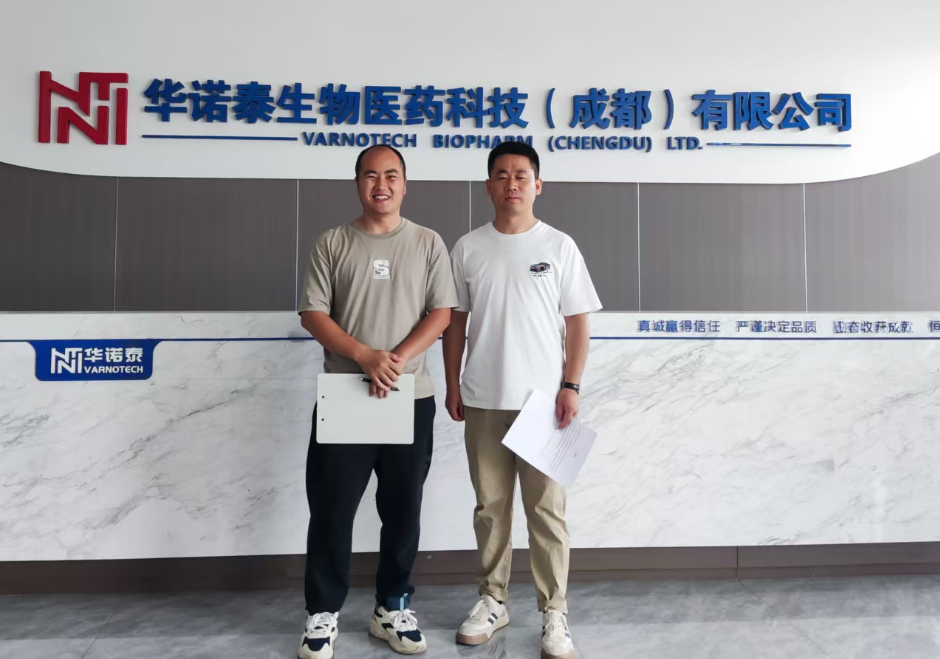 华诺泰生物医药科技（成都）有限公司
VARNOTECH BIOPHARM (CHENGDU) LTD.
真诚赢得信任 严谨决定品质 恒
华诺泰
VARNOTECH